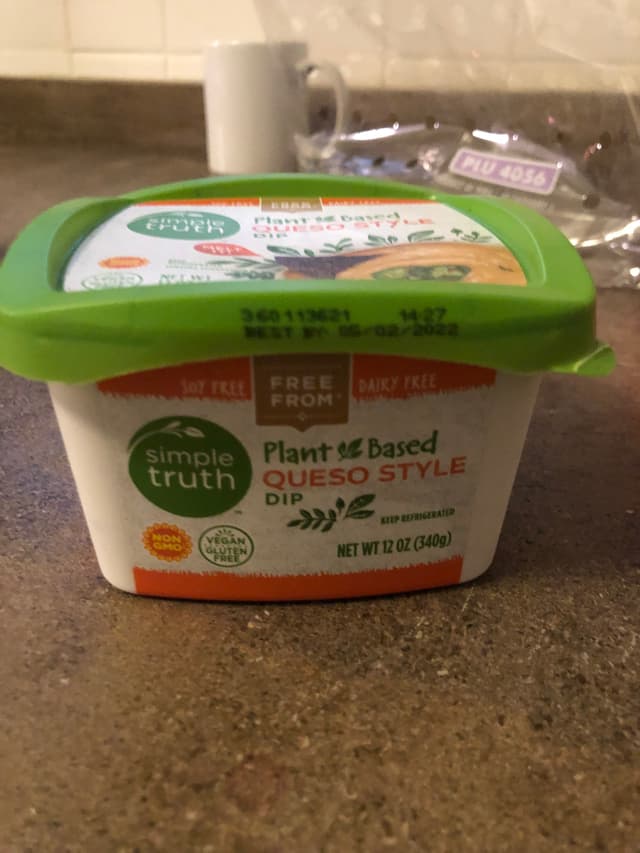 PLU 4056
simple
truth
Plant Based
QUESO STYLE
DIP
360113621 14:27
BEST BY 05/02/2022
SOY FREE
FREE
FROM
DAIRY FREE
simple
truth
Plant Based
QUESO STYLE
DIP
KEEP REFRIGERATED
NON
GMO
VEGAN
GLUTEN
FREE
NET WT 12 OZ (340g)